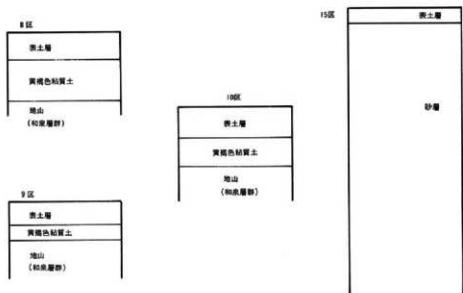 8区
表土層
黄褐色粘質土
地山
(和泉層群)
9区
表土層
黄褐色粘質土
地山
(和泉層群)
10区
表土層
黄褐色粘質土
地山
(和泉層群)
15区
表土層
砂層